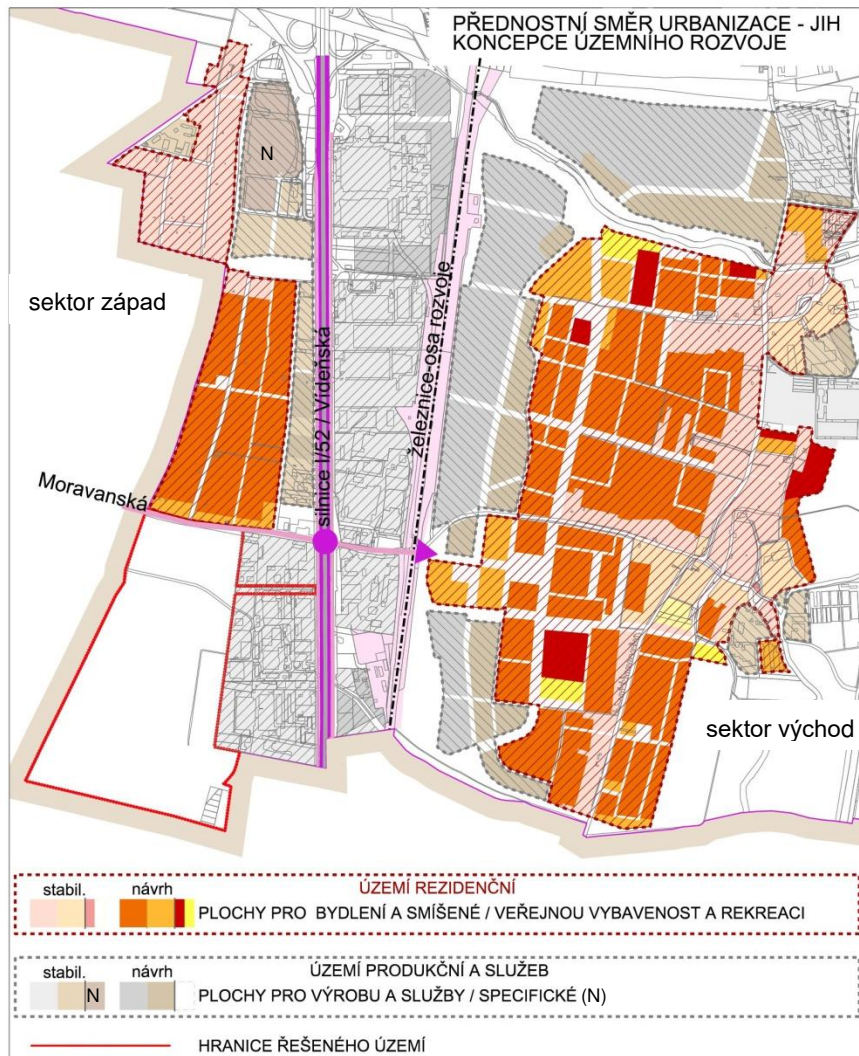 PŘEDNOSTNÍ SMĚR URBANIZACE - JIH
KONCEPCE ÚZEMNÍHO ROZVOJE
N
sektor západ
silnice I/52 / Vídeňská
železnice-osa rozvoje
Moravanská
sektor východ
ÚZEMÍ REZIDENČNÍ
stabil. návrh
PLOCHY PRO BYDLENÍ A SMÍŠENÉ / VEŘEJNOU VYBAVENOST A REKREACI
ÚZEMÍ PRODUKČNÍ A SLUŽEB
stabil. návrh
N
PLOCHY PRO VÝROBU A SLUŽBY / SPECIFICKÉ (N)
HRANICE ŘEŠENÉHO ÚZEMÍ